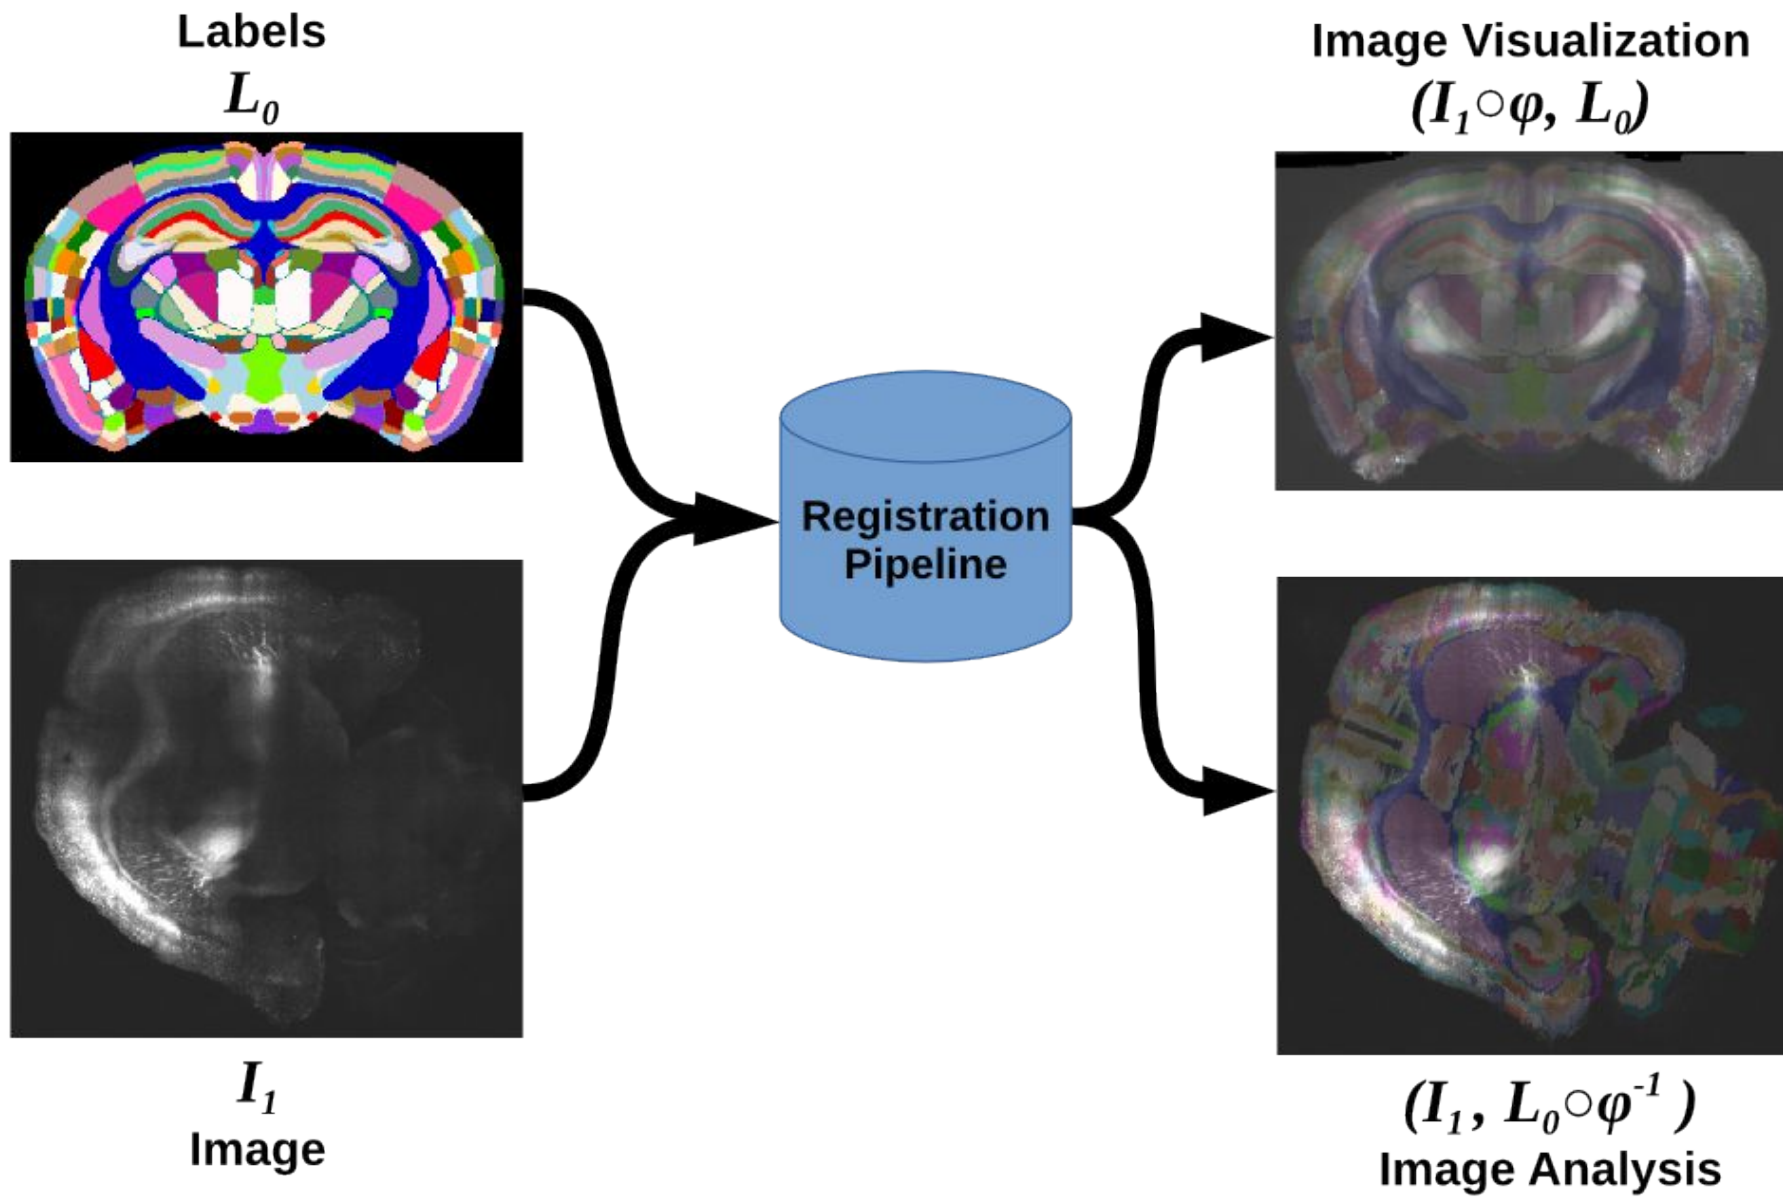 Labels
L₀
Image Visualization
(I₁○φ, L₀)
Registration
Pipeline
I₁
Image
(I₁, L₀○φ⁻¹)
Image Analysis